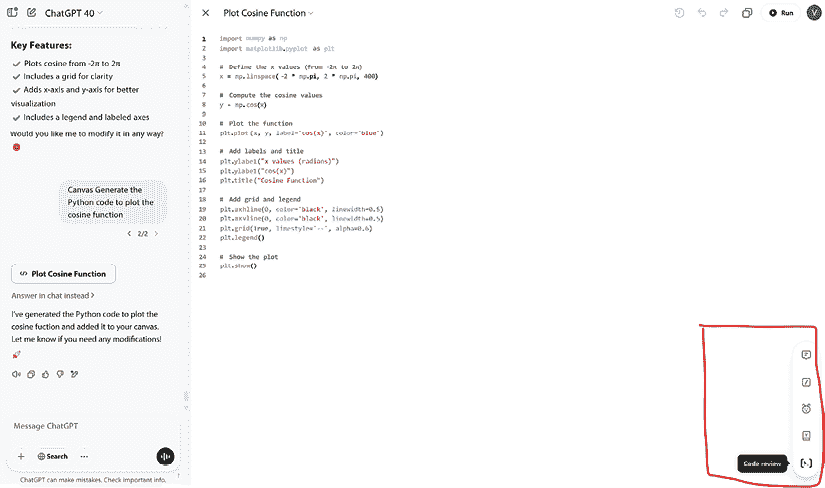 ChatGPT 4o
Key Features:
Plots cosine from -2π to 2π
Includes a grid for clarity
Adds x-axis and y-axis for better
visualization
Includes a legend and labeled axes
Would you like me to modify it in any way?
Canvas Generate the
Python code to plot the
cosine function
2/2
Plot Cosine Function
Answer in chat instead
I've generated the Python code to plot the
cosine fuction and added it to your canvas.
Let me know if you need any modifications!
Message ChatGPT
Search
ChatGPT can make mistakes. Check important info.
Plot Cosine Function
Run
V
1 import numpy as np
2 import matplotlib.pyplot as plt
3
4 # Define the x values (from -2π to 2π)
5 x = np.linspace(-2 * np.pi, 2 * np.pi, 400)
6
7 # Compute the cosine values
8 y = np.cos(x)
9
10 # Plot the function
11 plt.plot(x, y, label="cos(x)", color="blue")
12
13 # Add labels and title
14 plt.ylabel("x values (radians)")
15 plt.ylabel("cos(x)")
16 plt.title("Cosine Function")
17
18 # Add grid and legend
19 plt.axhline(0, color='black', linewidth=0.5)
20 plt.axvline(0, color='black', linewidth=0.5)
21 plt.grid(True, linestyle='--', alpha=0.6)
22 plt.legend()
23
24 # Show the plot
25 plt.show()
26
Code review